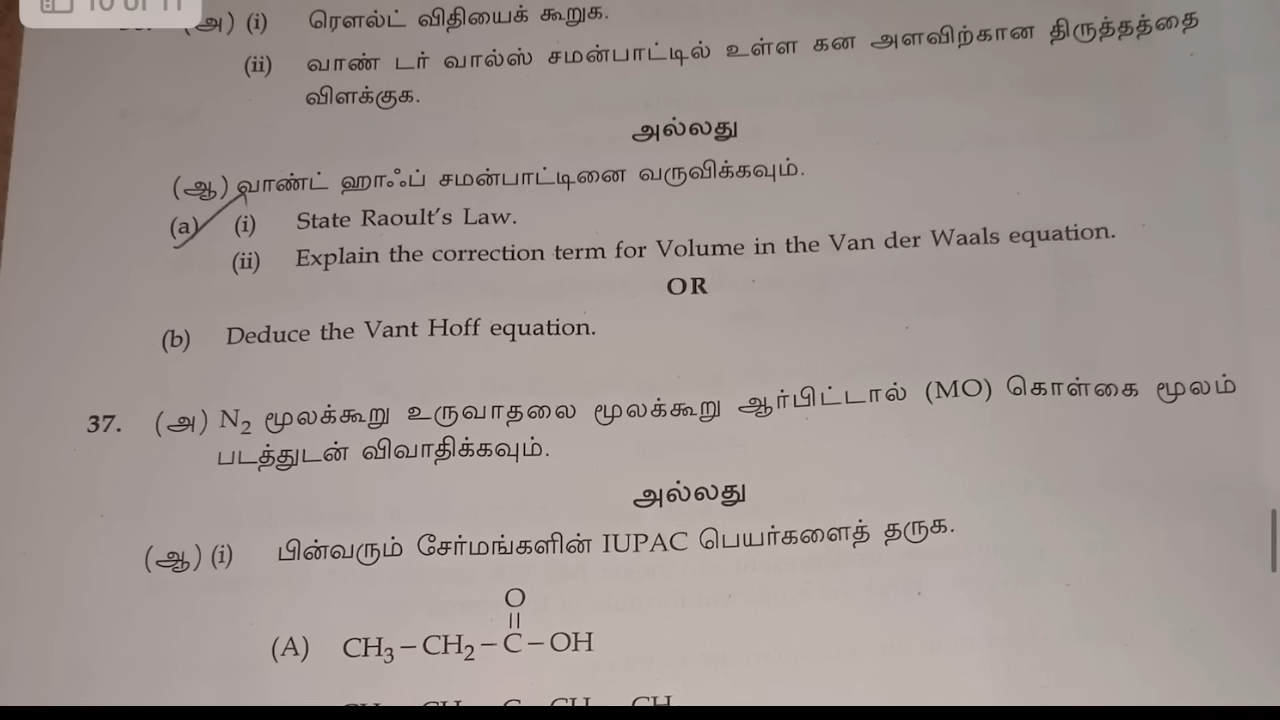 (அ) (i) ரௌல்ட் விதியைக் கூறுக.
(ii) வாண் டர் வால்ஸ் சமன்பாட்டில் உள்ள கன அளவிற்கான திருத்தத்தை
விளக்குக.
அல்லது
(ஆ) வாண்ட் ஹாஃப் சமன்பாட்டினை வருவிக்கவும்.
(a) (i) State Raoult's Law.
(ii) Explain the correction term for Volume in the Van der Waals equation.
OR
(b) Deduce the Vant Hoff equation.
37. (அ) N₂ மூலக்கூறு உருவாதலை மூலக்கூறு ஆர்பிட்டால் (MO) கொள்கை மூலம்
படத்துடன் விவாதிக்கவும்.
அல்லது
(ஆ) (i) பின்வரும் சேர்மங்களின் IUPAC பெயர்களைத் தருக.
O
||
(A) CH₃ – CH₂ – C – OH